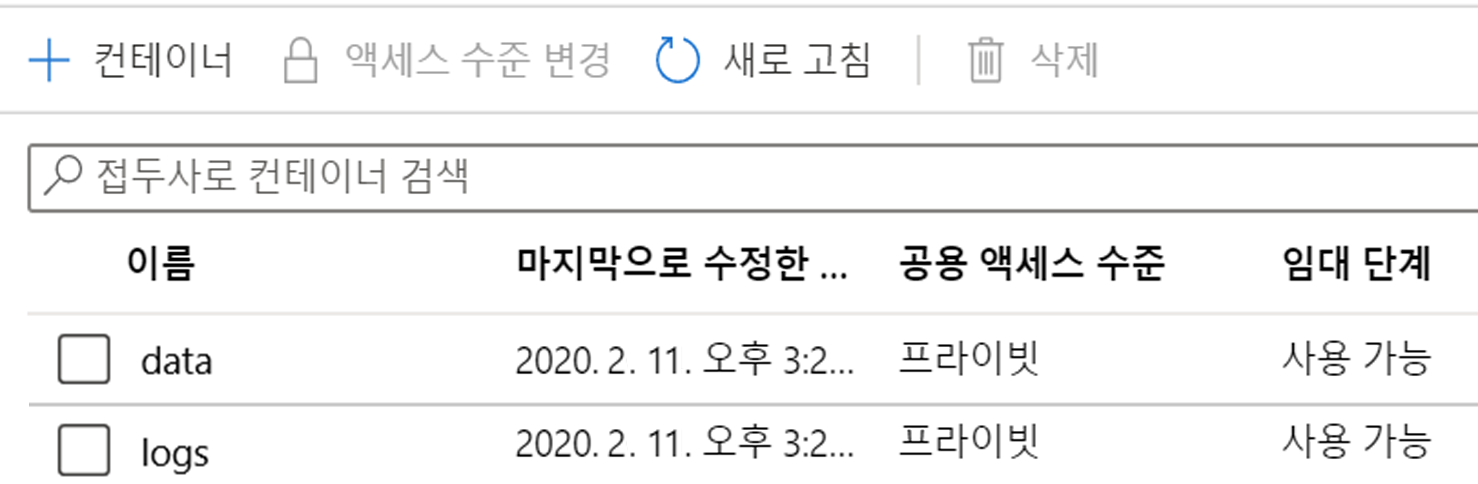 컨테이너 액세스 수준 변경 새로 고침 삭제
접두사로 컨테이너 검색
이름 마지막으로 수정한 ... 공용 액세스 수준 임대 단계
data 2020. 2. 11. 오후 3:2... 프라이빗 사용 가능
logs 2020. 2. 11. 오후 3:2... 프라이빗 사용 가능